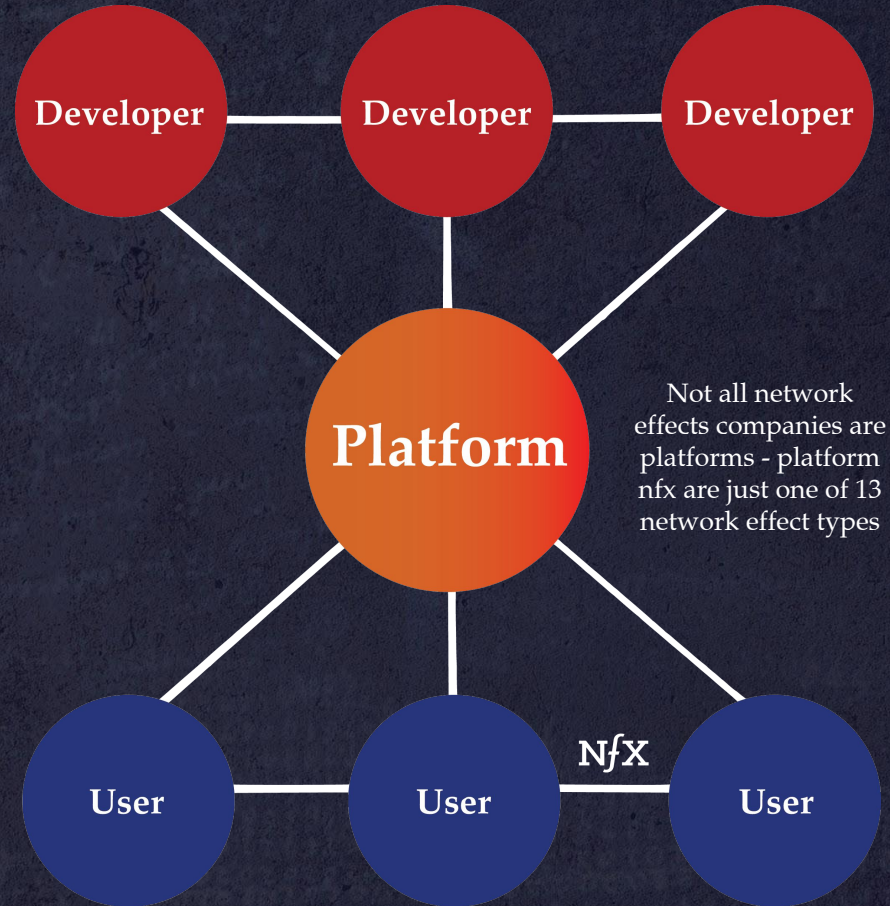 Developer
Developer
Developer
Platform
Not all network
effects companies are
platforms - platform
nfx are just one of 13
network effect types
NfX
User
User
User